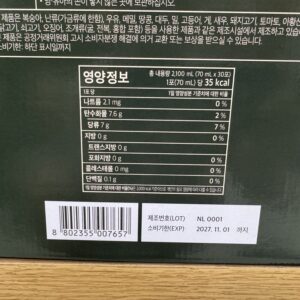 제품은 복숭아, 난류(가금류에 한함), 우유, 메밀, 땅콩, 대두, 밀, 고등어, 게, 새우, 돼지고기, 토마토, 아황산
닭고기, 쇠고기, 오징어, 조개류(굴, 전복, 홍합 포함) 등을 사용한 제품과 같은 제조시설에서 제조하고
제품은 공정거래위원회 고시 소비자분쟁 해결에 의거 교환 또는 보상을 받을 수 있습니다.
소비기한: 하단 표시일까지
영양정보
총 내용량 2,100 mL (70 mL x 30포)
1포(70 mL) 당 35 kcal
1포 당
1일 영양성분 기준치에 대한 비율
나트륨 2.1 mg 0 %
탄수화물 7.6 g 2 %
당류 7 g 7 %
지방 0 g 0 %
트랜스지방 0 g
포화지방 0 g 0 %
콜레스테롤 0 mg 0 %
단백질 0.1 g 0 %
8 802355 007657
제조번호(LOT) NL 0001
소비기한(EXP) 2027. 11. 01 까지